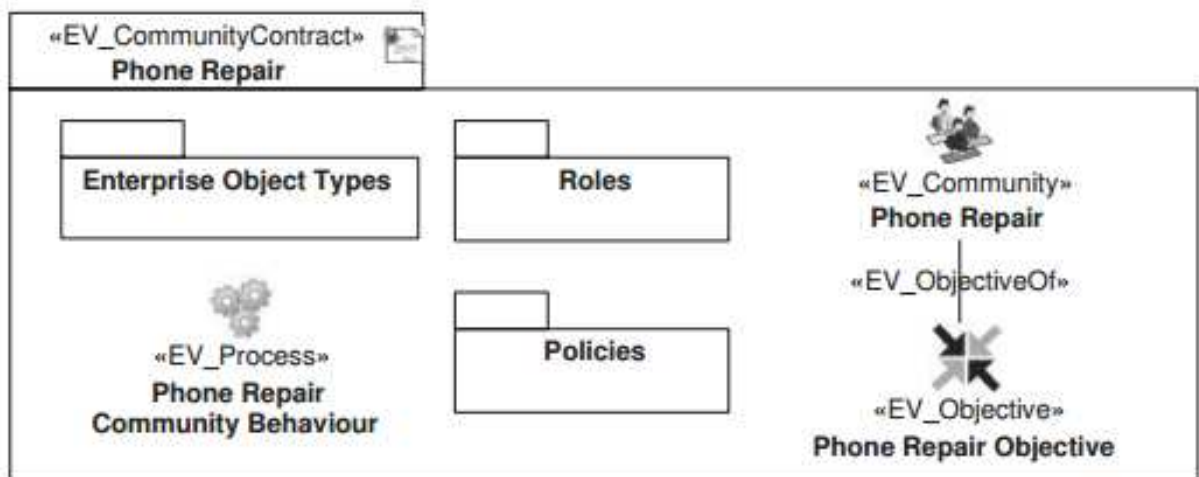 «EV_CommunityContract»
Phone Repair
Enterprise Object Types
Roles
«EV_Community»
Phone Repair
«EV_ObjectiveOf»
«EV_Process»
Phone Repair
Community Behaviour
Policies
«EV_Objective»
Phone Repair Objective